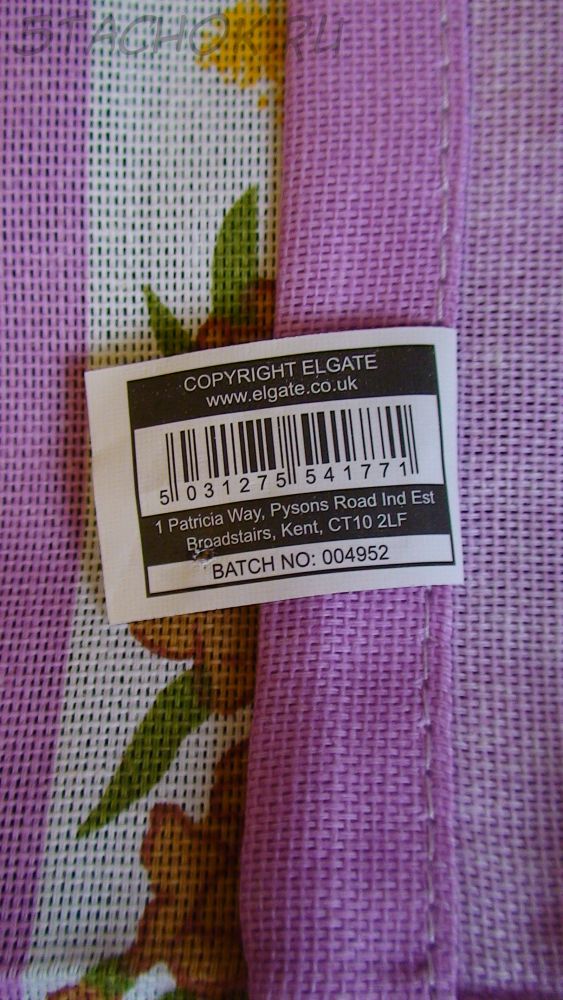 5TACHOK.RU
COPYRIGHT ELGATE
www.elgate.co.uk
5 031275 541771
1 Patricia Way, Pysons Road Ind Est
Broadstairs, Kent, CT10 2LF
BATCH NO: 004952